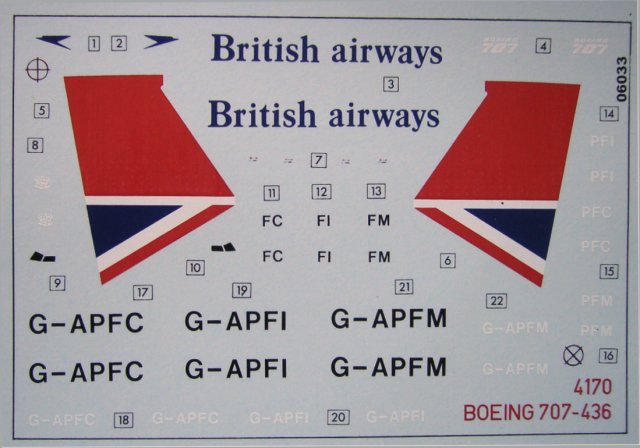 1 2
British airways
BOEING
707
4
BOEING
707
3
06033
5
British airways
14
8
PFI
7
PFI
11 12 13
PFC
FC FI FM
PFC
FC FI FM
6
10
15
9
17
19
21
22
PFM
G-APFC G-APFI G-APFM
G-APFM
PFM
16
G-APFC G-APFI G-APFM
G-APFM
4170
BOEING 707-436
G-APFC 18 G-APFC G-APFI 20 G-APFI